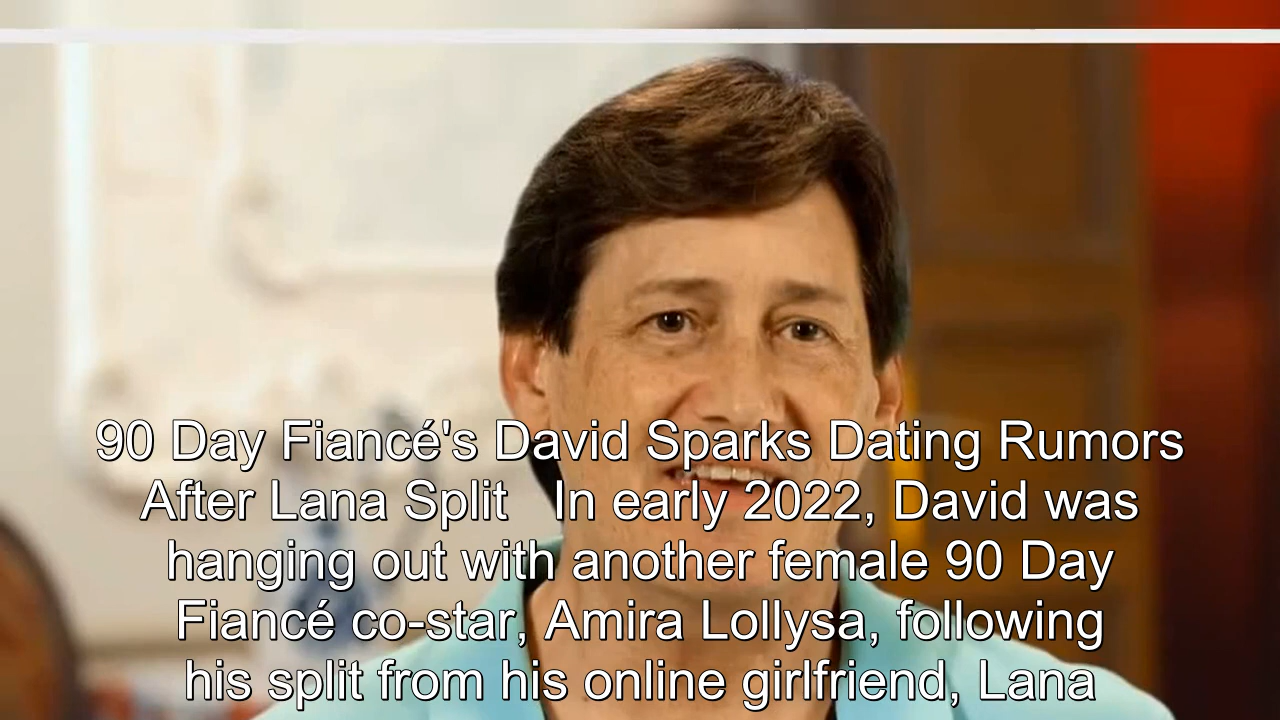 90 Day Fiancé's David Sparks Dating Rumors
After Lana Split   In early 2022, David was
hanging out with another female 90 Day
Fiancé co-star, Amira Lollysa, following
his split from his online girlfriend, Lana